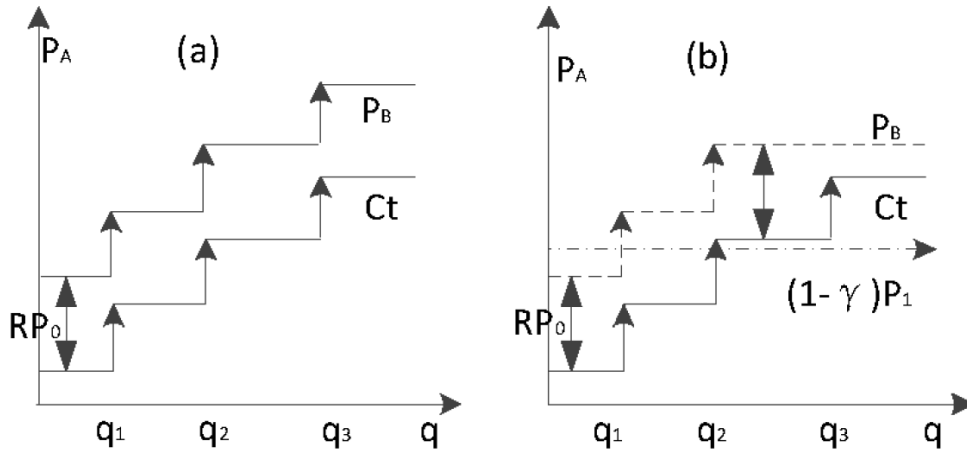 P_A (a) P_B Ct RP₀ q₁ q₂ q₃ q
P_A (b) P_B Ct (1-γ)P₁ RP₀ q₁ q₂ q₃ q